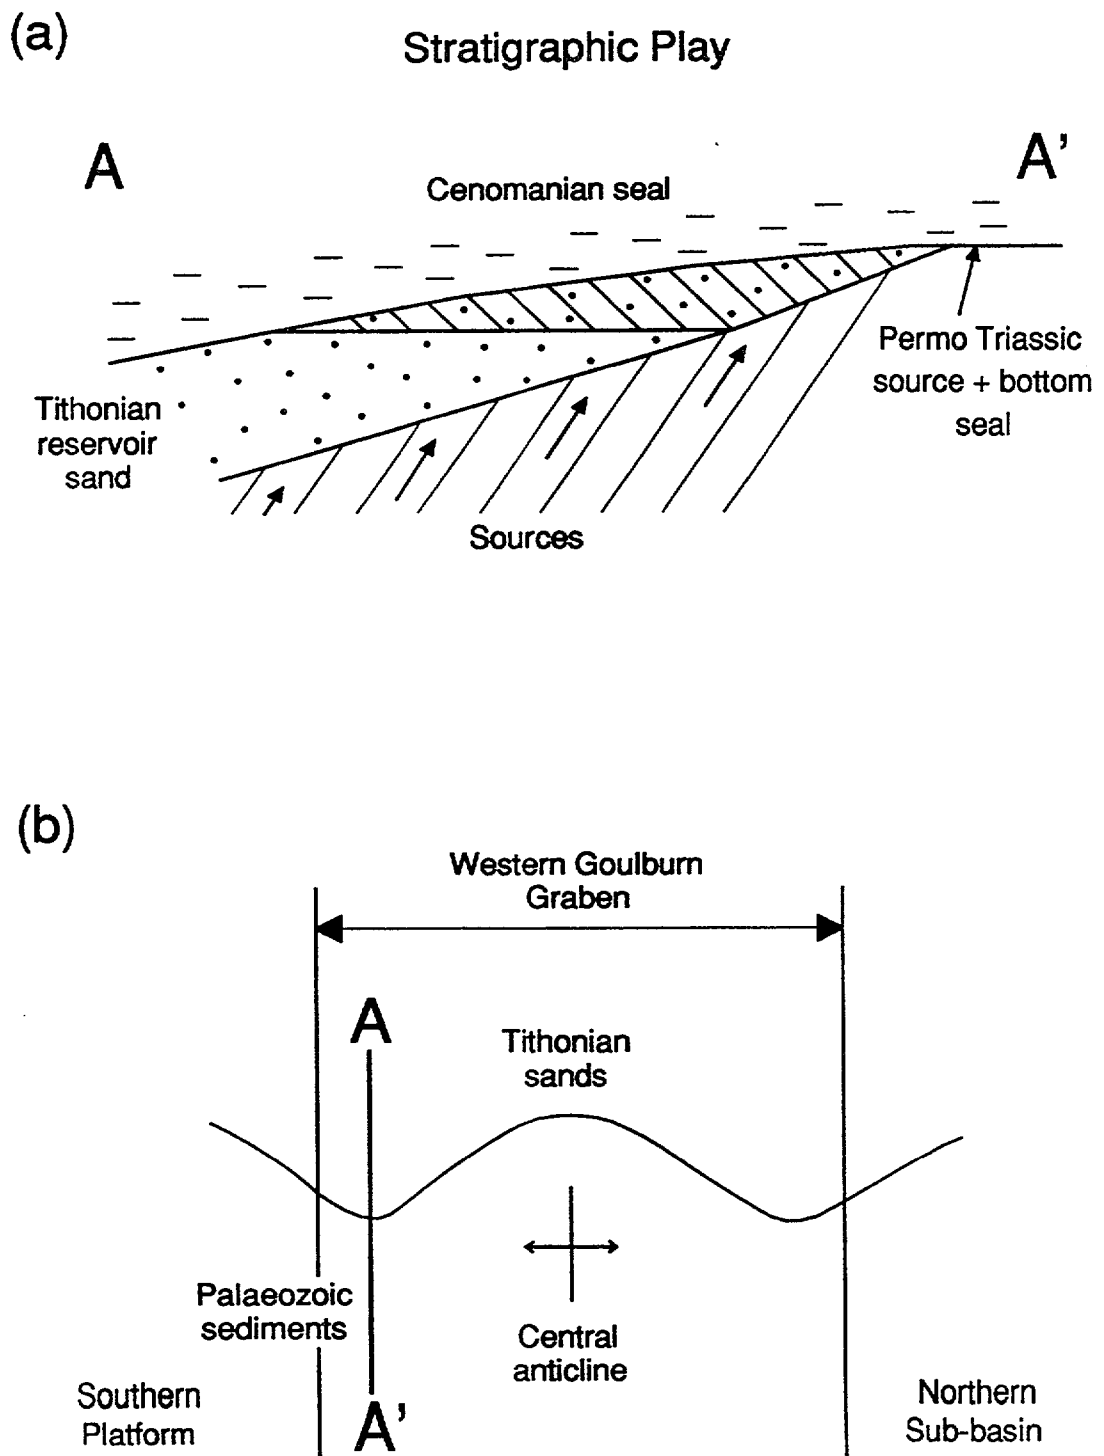 (a)
Stratigraphic Play
A
A'
Cenomanian seal
Permo Triassic
source + bottom
seal
Tithonian
reservoir
sand
Sources
(b)
Western Goulburn
Graben
A
Tithonian
sands
Palaeozoic
sediments
Central
anticline
Southern
Platform
A'
Northern
Sub-basin